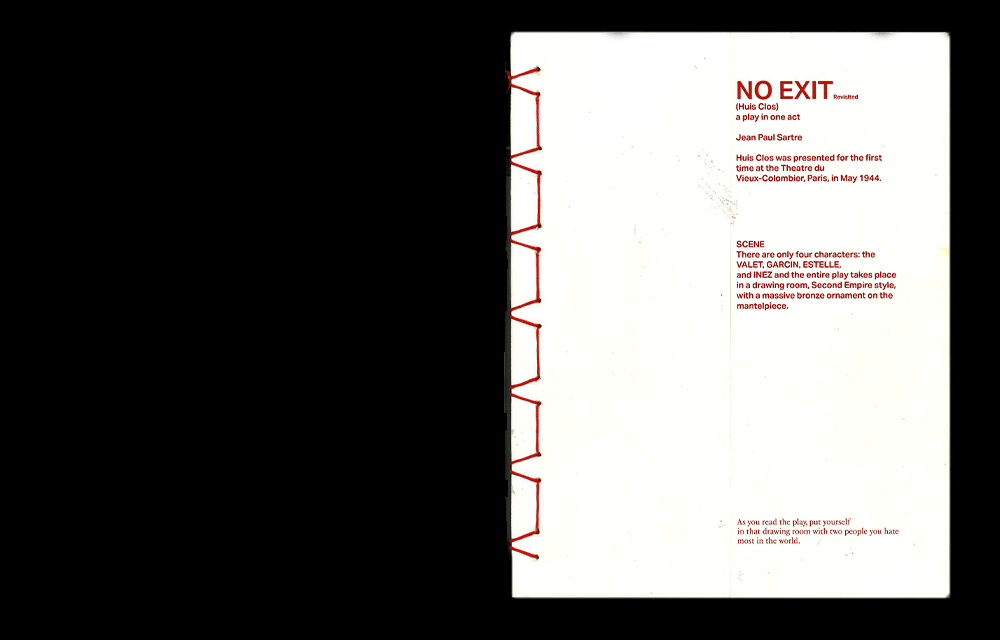 NO EXIT Revisited
(Huis Clos)
a play in one act
Jean Paul Sartre
Huis Clos was presented for the first
time at the Theatre du
Vieux-Colombier, Paris, in May 1944.
SCENE
There are only four characters: the
VALET, GARCIN, ESTELLE,
and INEZ and the entire play takes place
in a drawing room, Second Empire style,
with a massive bronze ornament on the
mantelpiece.
As you read the play, put yourself
in that drawing room with two people you hate
most in the world.